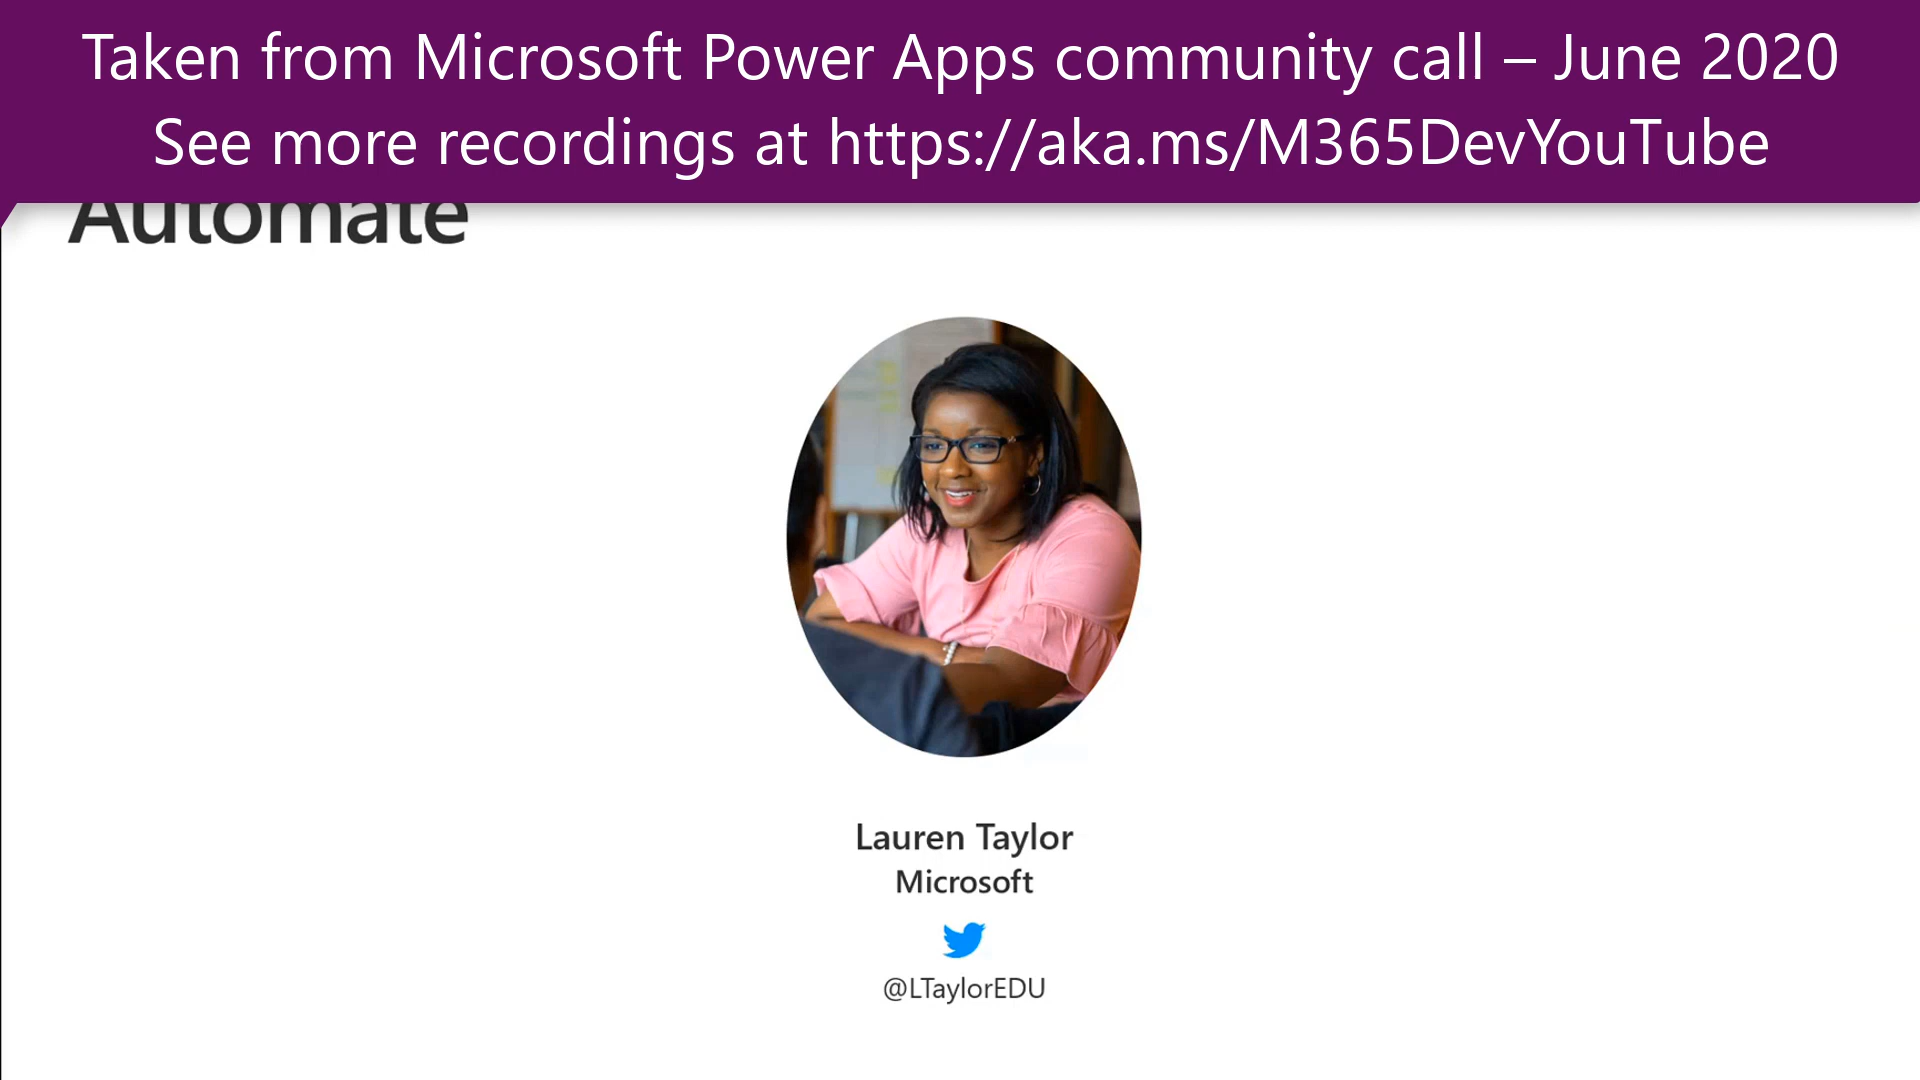 Taken from Microsoft Power Apps community call – June 2020
See more recordings at https://aka.ms/M365DevYouTube
Automate
Lauren Taylor
Microsoft
@LTaylorEDU